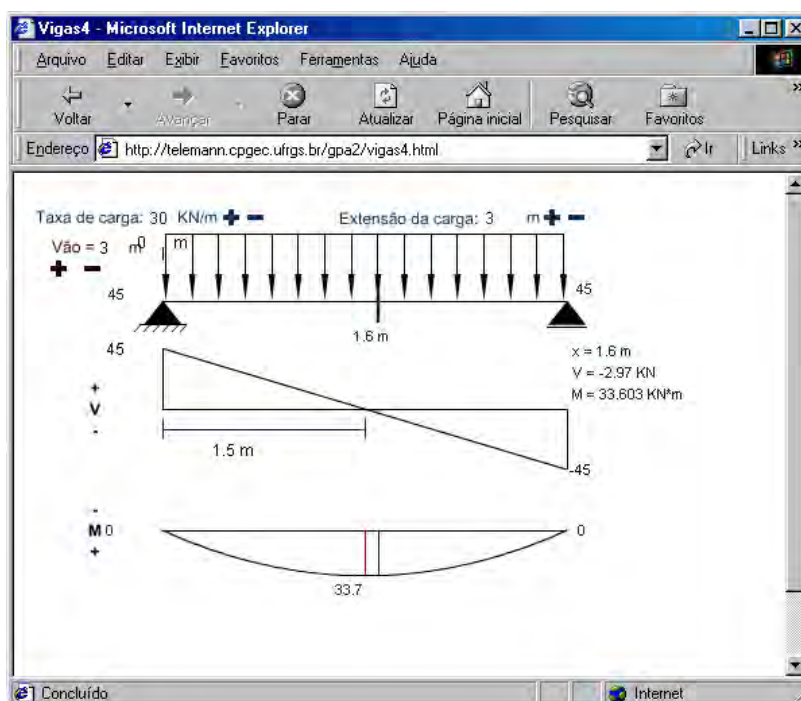 Vigas4 - Microsoft Internet Explorer
Arquivo Editar Exibir Favoritos Ferramentas Ajuda
Voltar Avançar Parar Atualizar Página inicial Pesquisar Favoritos »
Endereço http://telemann.cpgec.ufrgs.br/gpa2/vigas4.html Ir Links »
Taxa de carga: 30 KN/m + - Extensão da carga: 3 m + -
Vão = 3 m 0 m
+ -
45 45
1.6 m
45
x = 1.6 m
V = -2.97 KN
M = 33.603 KN*m
+
V
-
1.5 m
-45
-
M 0 0
+
33.7
Concluído Internet